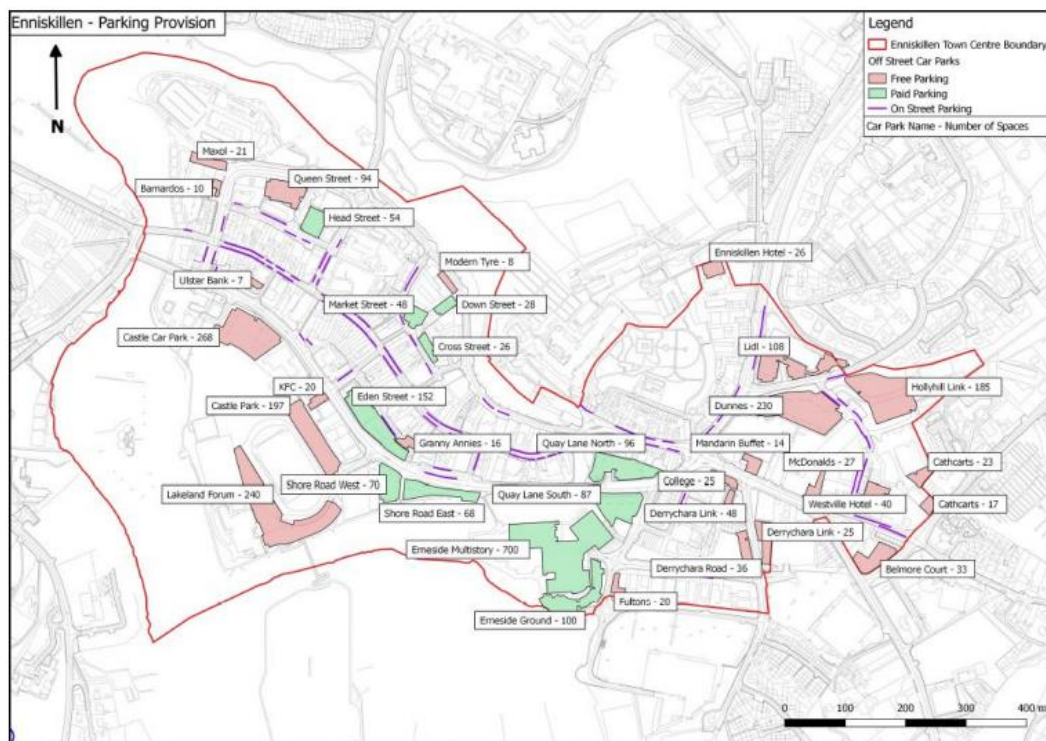 Enniskillen - Parking Provision
N
Legend
Enniskillen Town Centre Boundary
Off Street Car Parks
Free Parking
Paid Parking
On Street Parking
Car Park Name - Number of Spaces
Maxol - 21
Barnardos - 10
Queen Street - 94
Head Street - 54
Modern Tyre - 8
Enniskillen Hotel - 26
Ulster Bank - 7
Market Street - 48
Down Street - 28
Castle Car Park - 268
Cross Street - 26
Lidl - 108
KFC - 20
Hollyhill Link - 185
Castle Park - 197
Eden Street - 152
Dunnes - 230
Granny Annies - 16
Quay Lane North - 96
Mandarin Buffet - 14
McDonalds - 27
Cathcarts - 23
Lakeland Forum - 240
Shore Road West - 70
College - 25
Quay Lane South - 87
Westville Hotel - 40
Cathcarts - 17
Shore Road East - 68
Derrychara Link - 48
Derrychara Link - 25
Erneside Multistory - 700
Derrychara Road - 36
Belmore Court - 33
Fultons - 20
Erneside Ground - 100
0 100 200 300 400 m